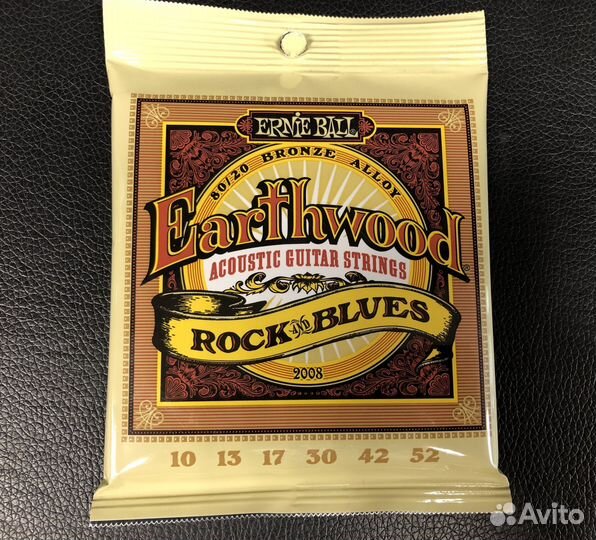 ERNIE BALL
80/20 BRONZE ALLOY
Earthwood®
ACOUSTIC GUITAR STRINGS
ROCK AND BLUES
2008
10 13 17 30 42 52
Avito